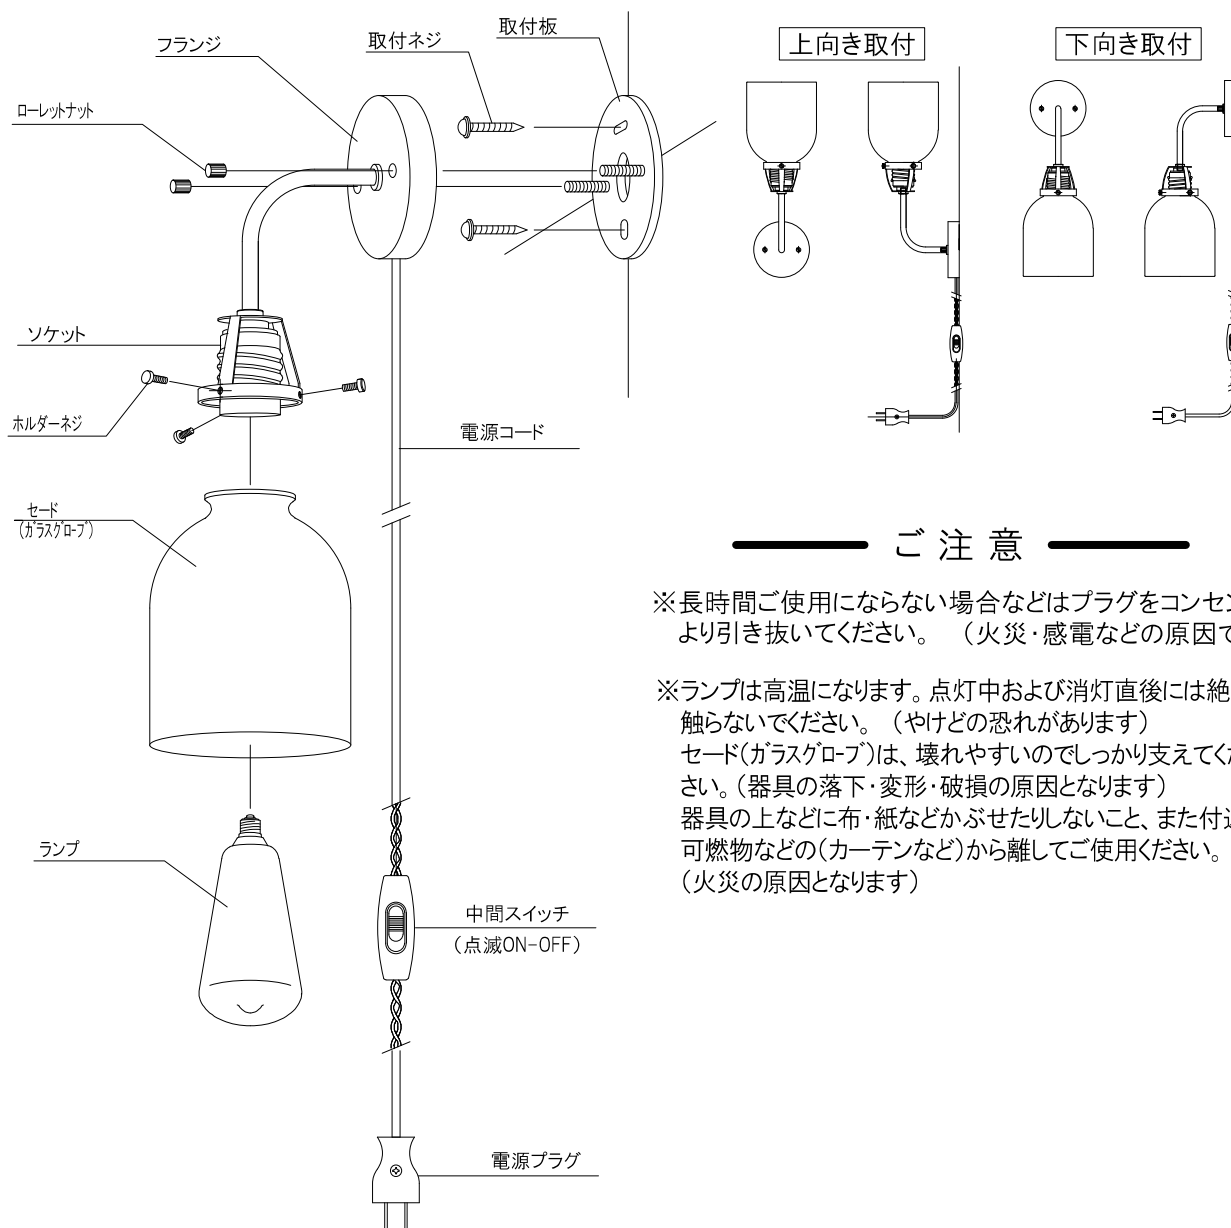 フランジ
取付ネジ
取付板
ローレットナット
ソケット
ホルダーネジ
電源コード
セード
(ガラスグローブ)
ランプ
中間スイッチ
(点滅ON-OFF)
電源プラグ
上向き取付
下向き取付
ご注意
※長時間ご使用にならない場合などはプラグをコンセン
より引き抜いてください。 (火災・感電などの原因で
※ランプは高温になります。点灯中および消灯直後には絶
触らないでください。 (やけどの恐れがあります)
セード(ガラスグローブ)は、壊れやすいのでしっかり支えてくだ
さい。(器具の落下・変形・破損の原因となります)
器具の上などに布・紙などかぶせたりしないこと、また付近
可燃物などの(カーテンなど)から離してご使用ください。
(火災の原因となります)